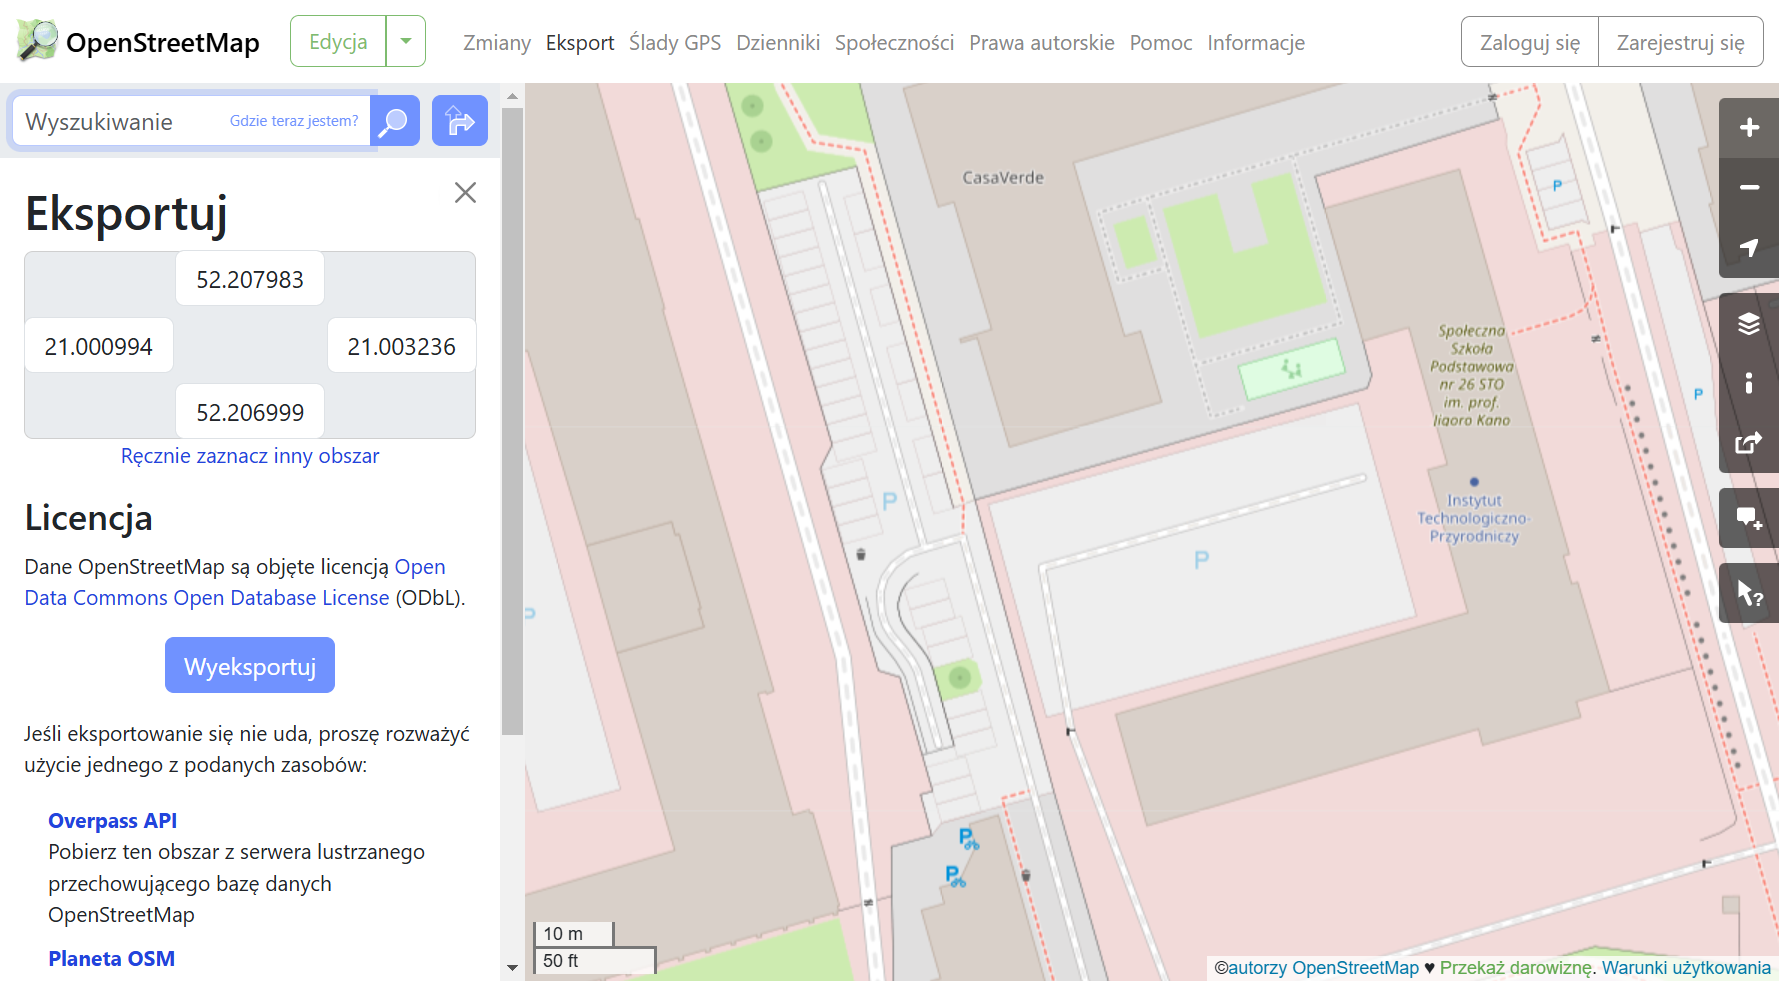 OpenStreetMap
Edycja
Zmiany Eksport Ślady GPS Dzienniki Społeczności Prawa autorskie Pomoc Informacje
Zaloguj się
Zarejestruj się
Wyszukiwanie
Gdzie teraz jestem?
Eksportuj
52.207983
21.000994
21.003236
52.206999
Ręcznie zaznacz inny obszar
Licencja
Dane OpenStreetMap są objęte licencją Open
Data Commons Open Database License (ODbL).
Wyeksportuj
Jeśli eksportowanie się nie uda, proszę rozważyć
użycie jednego z podanych zasobów:
Overpass API
Pobierz ten obszar z serwera lustrzanego
przechowującego bazę danych
OpenStreetMap
Planeta OSM
CasaVerde
P
Społeczna
Szkoła
Podstawowa
nr 26 STO
im. prof.
Jigoro Kano
P
P
Instytut
Technologiczno-
Przyrodniczy
P
P
P
P
10 m
50 ft
©autorzy OpenStreetMap ♥ Przekaż darowiznę. Warunki użytkowania